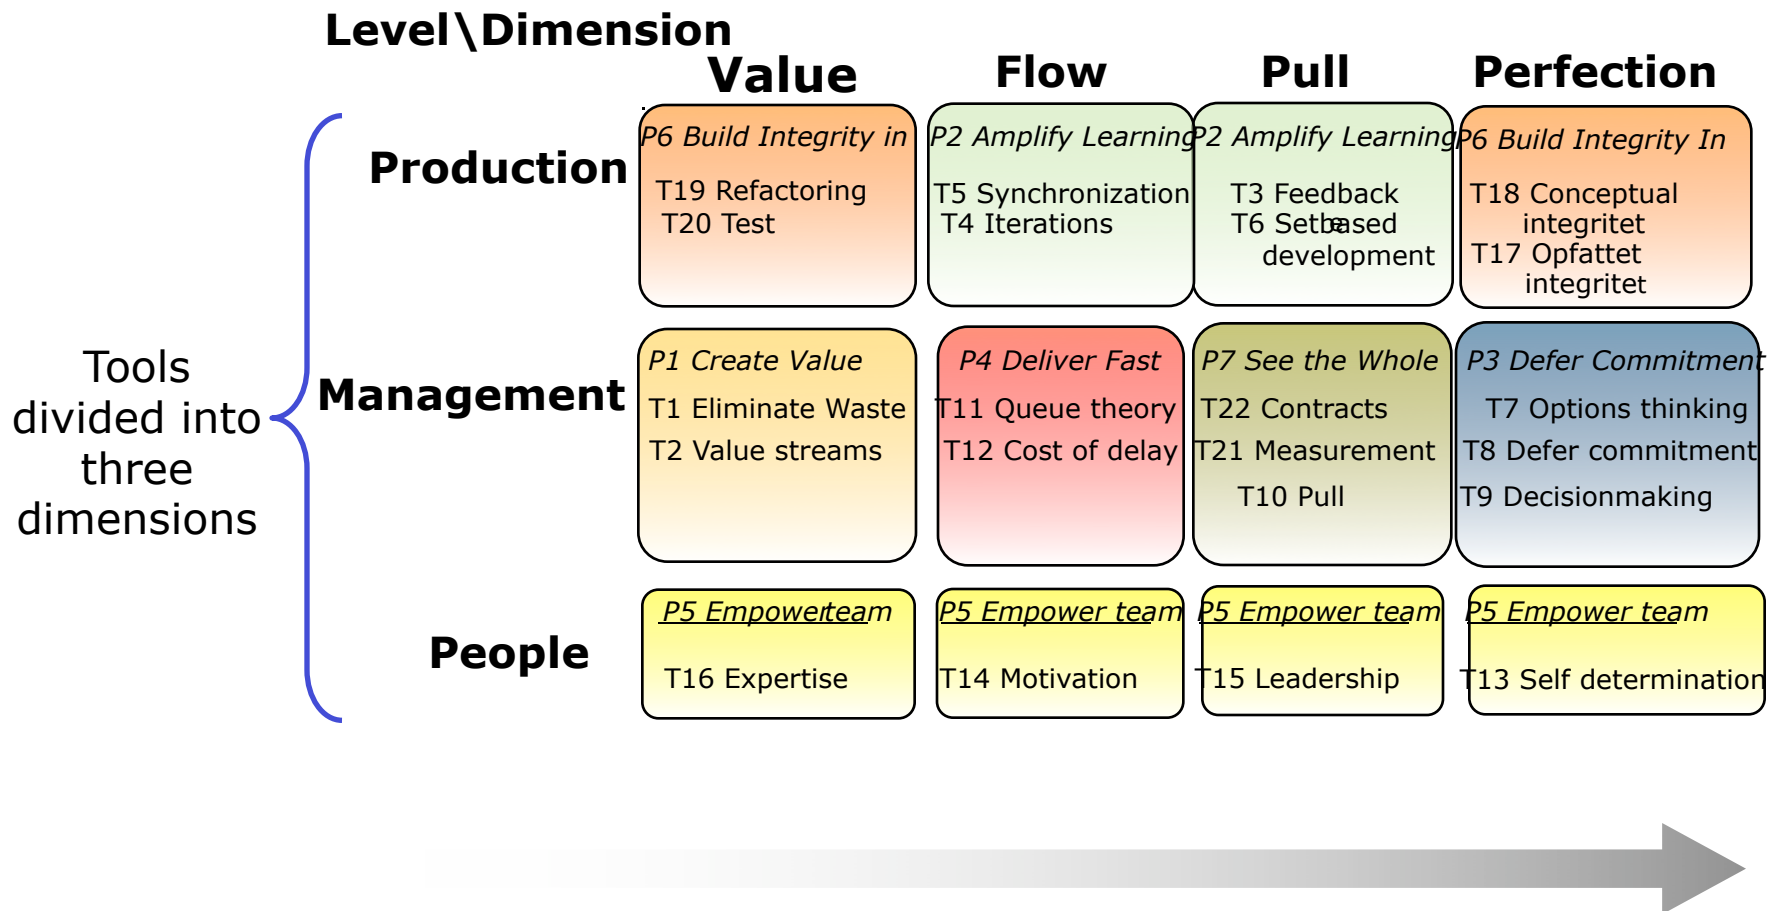 Level\Dimension
Value
Flow
Pull
Perfection
Tools
divided into
three
dimensions
Production
P6 Build Integrity in
T19 Refactoring
T20 Test
P2 Amplify Learning
T5 Synchronization
T4 Iterations
P2 Amplify Learning
T3 Feedback
T6 Setbeased
development
P6 Build Integrity In
T18 Conceptual
integritet
T17 Opfattet
integritet
Management
P1 Create Value
T1 Eliminate Waste
T2 Value streams
P4 Deliver Fast
T11 Queue theory
T12 Cost of delay
P7 See the Whole
T22 Contracts
T21 Measurement
T10 Pull
P3 Defer Commitment
T7 Options thinking
T8 Defer commitment
T9 Decisionmaking
People
P5 Empower team
T16 Expertise
P5 Empower team
T14 Motivation
P5 Empower team
T15 Leadership
P5 Empower team
T13 Self determination